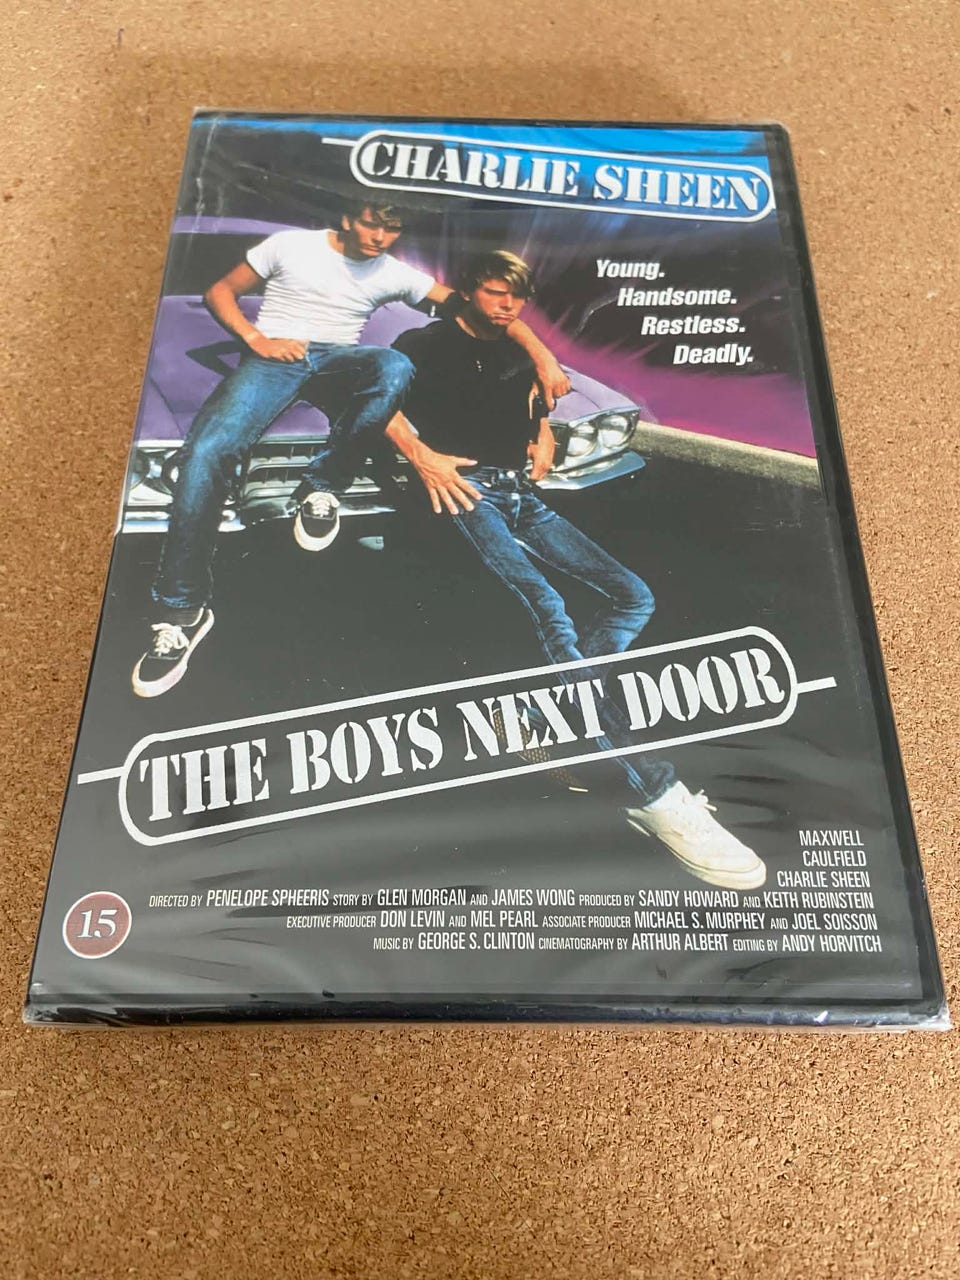 CHARLIE SHEEN
Young.
Handsome.
Restless.
Deadly.
THE BOYS NEXT DOOR
MAXWELL
CAULFIELD
CHARLIE SHEEN
DIRECTED BY PENELOPE SPHEERIS STORY BY GLEN MORGAN AND JAMES WONG PRODUCED BY SANDY HOWARD AND KEITH RUBINSTEIN
EXECUTIVE PRODUCER DON LEVIN AND MEL PEARL ASSOCIATE PRODUCER MICHAEL S. MURPHEY AND JOEL SOISSON
MUSIC BY GEORGE S. CLINTON CINEMATOGRAPHY BY ARTHUR ALBERT EDITING BY ANDY HORVITCH
15